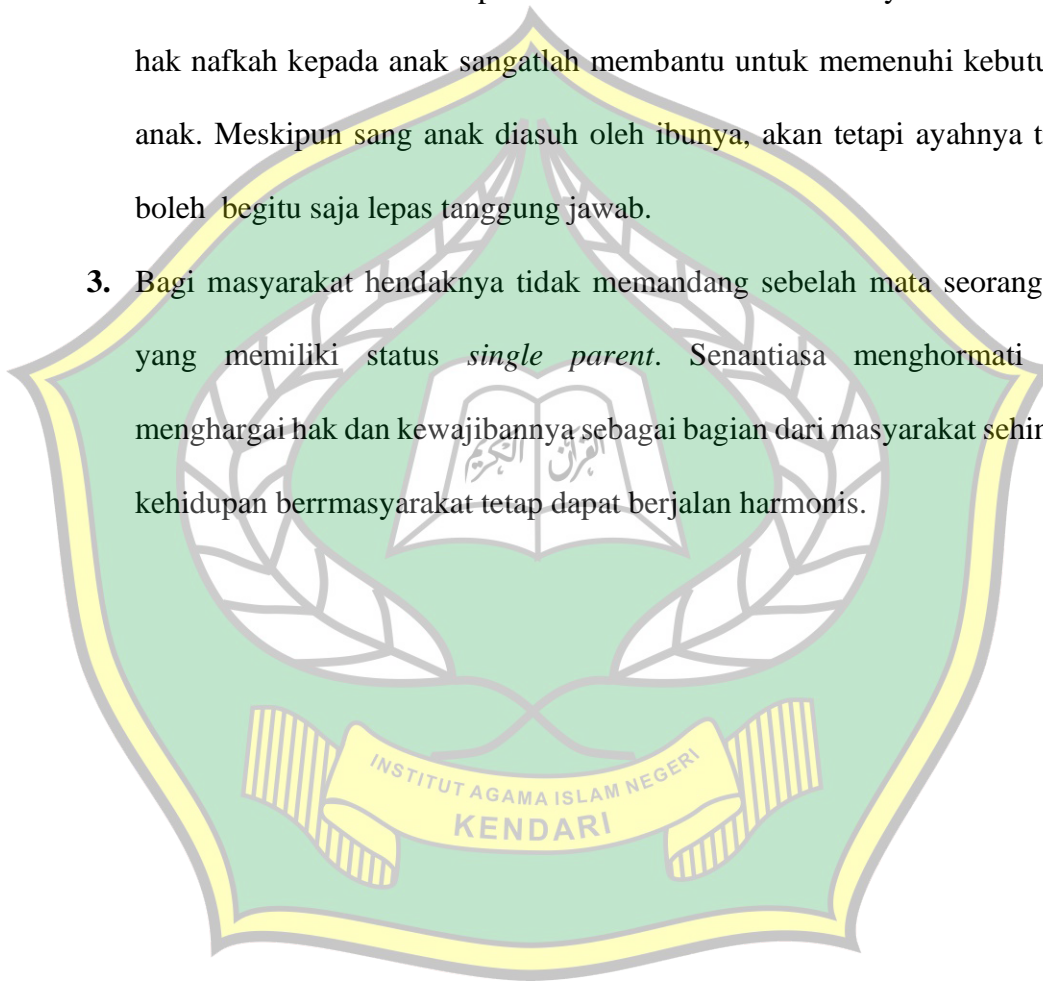 hak nafkah kepada anak sangatlah membantu untuk memenuhi kebutu
anak. Meskipun sang anak diasuh oleh ibunya, akan tetapi ayahnya t
boleh begitu saja lepas tanggung jawab.
3. Bagi masyarakat hendaknya tidak memandang sebelah mata seorang
yang memiliki status single parent. Senantiasa menghormati
menghargai hak dan kewajibannya sebagai bagian dari masyarakat sehin
kehidupan berrmasyarakat tetap dapat berjalan harmonis.
القرآن الكريم
INSTITUT AGAMA ISLAM NEGERI
KENDARI